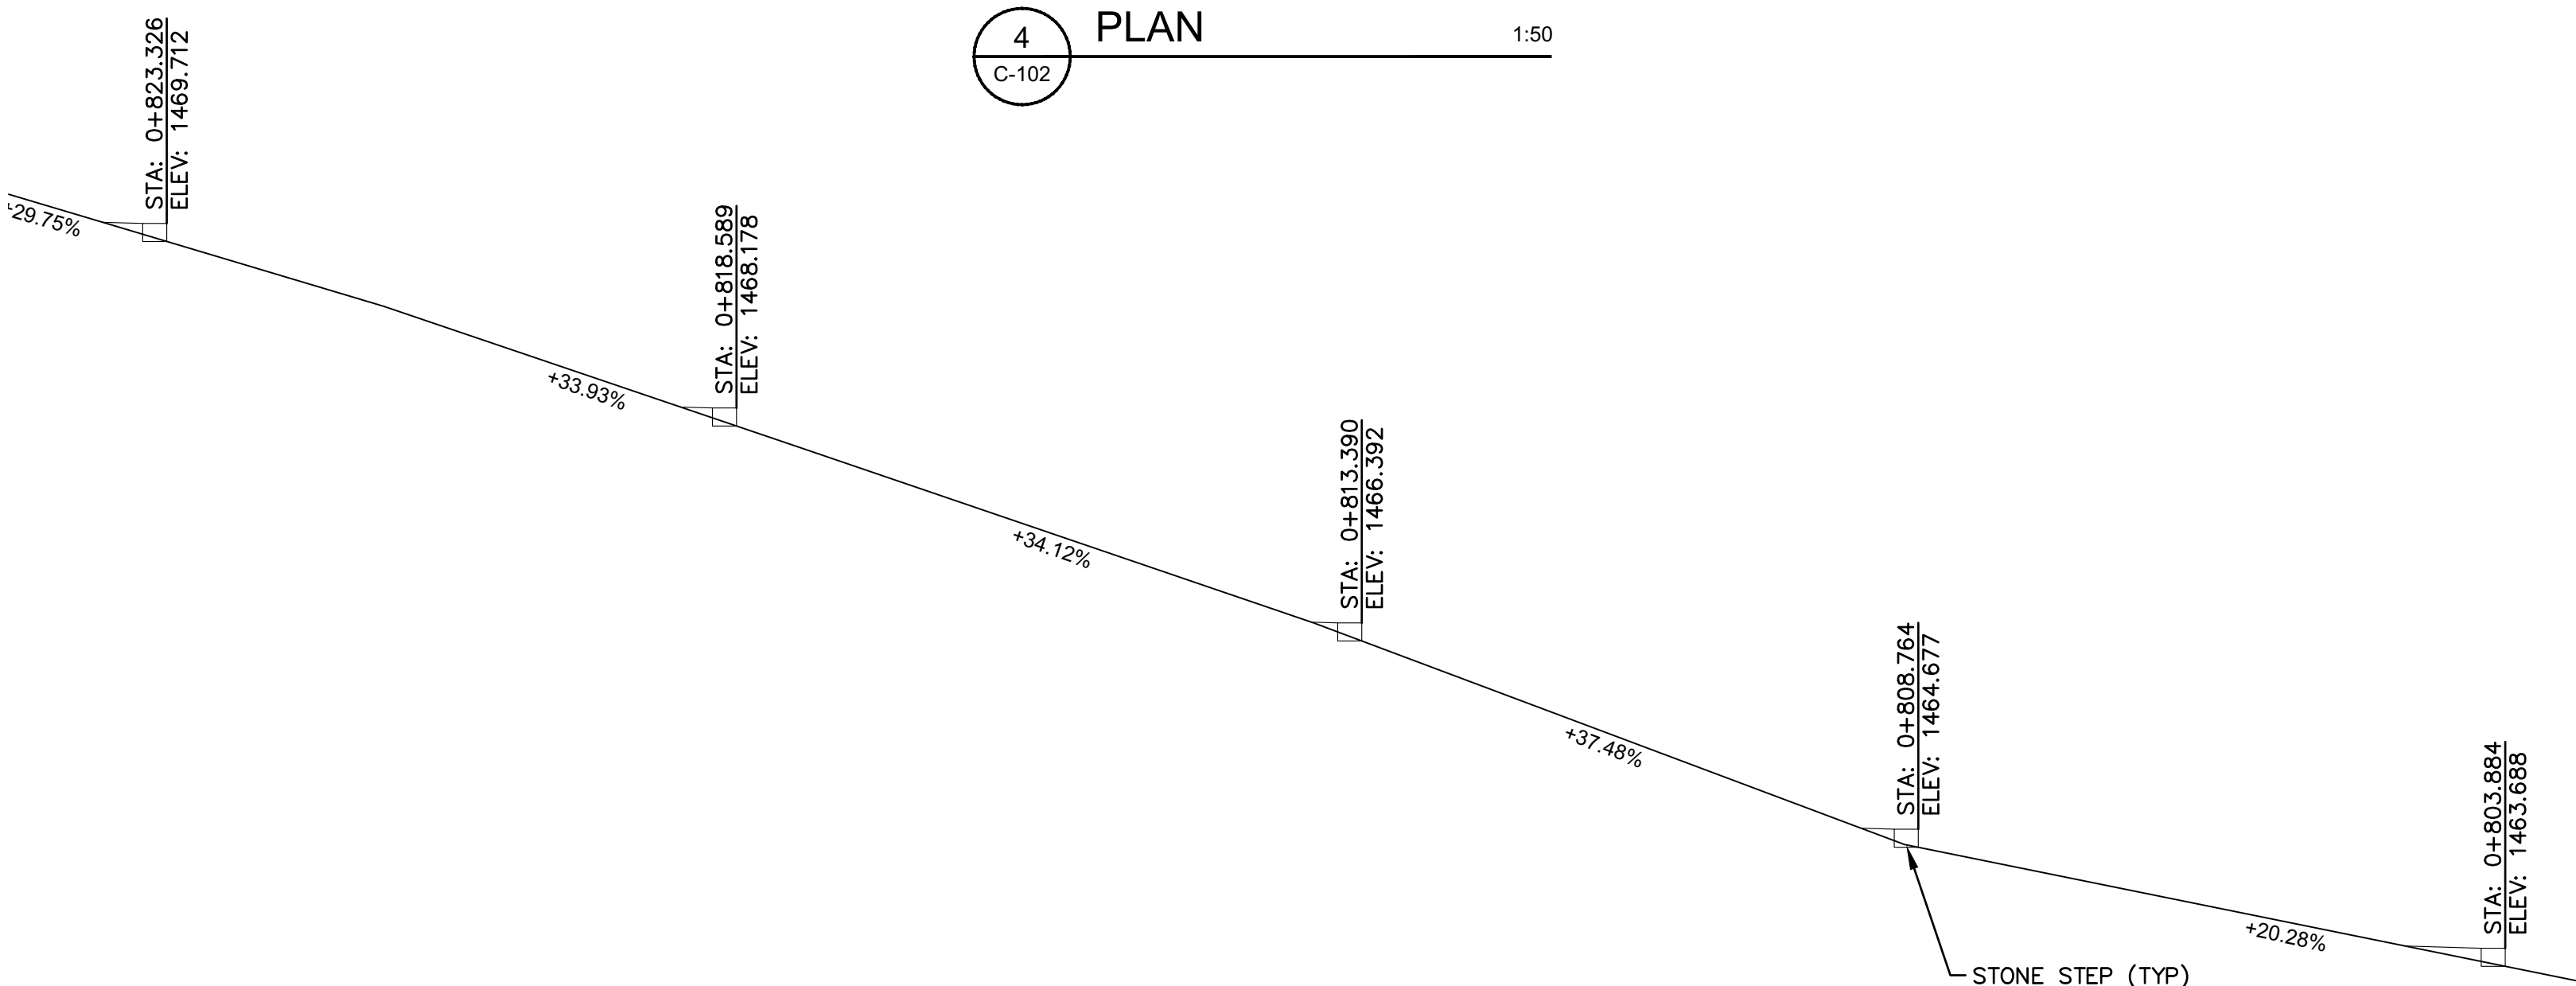 4
C-102
PLAN
1:50
STA: 0+823.326
ELEV: 1469.712
29.75%
STA: 0+818.589
ELEV: 1468.178
+33.93%
+34.12%
STA: 0+813.390
ELEV: 1466.392
+37.48%
STA: 0+808.764
ELEV: 1464.677
STA: 0+803.884
ELEV: 1463.688
+20.28%
STONE STEP (TYP)